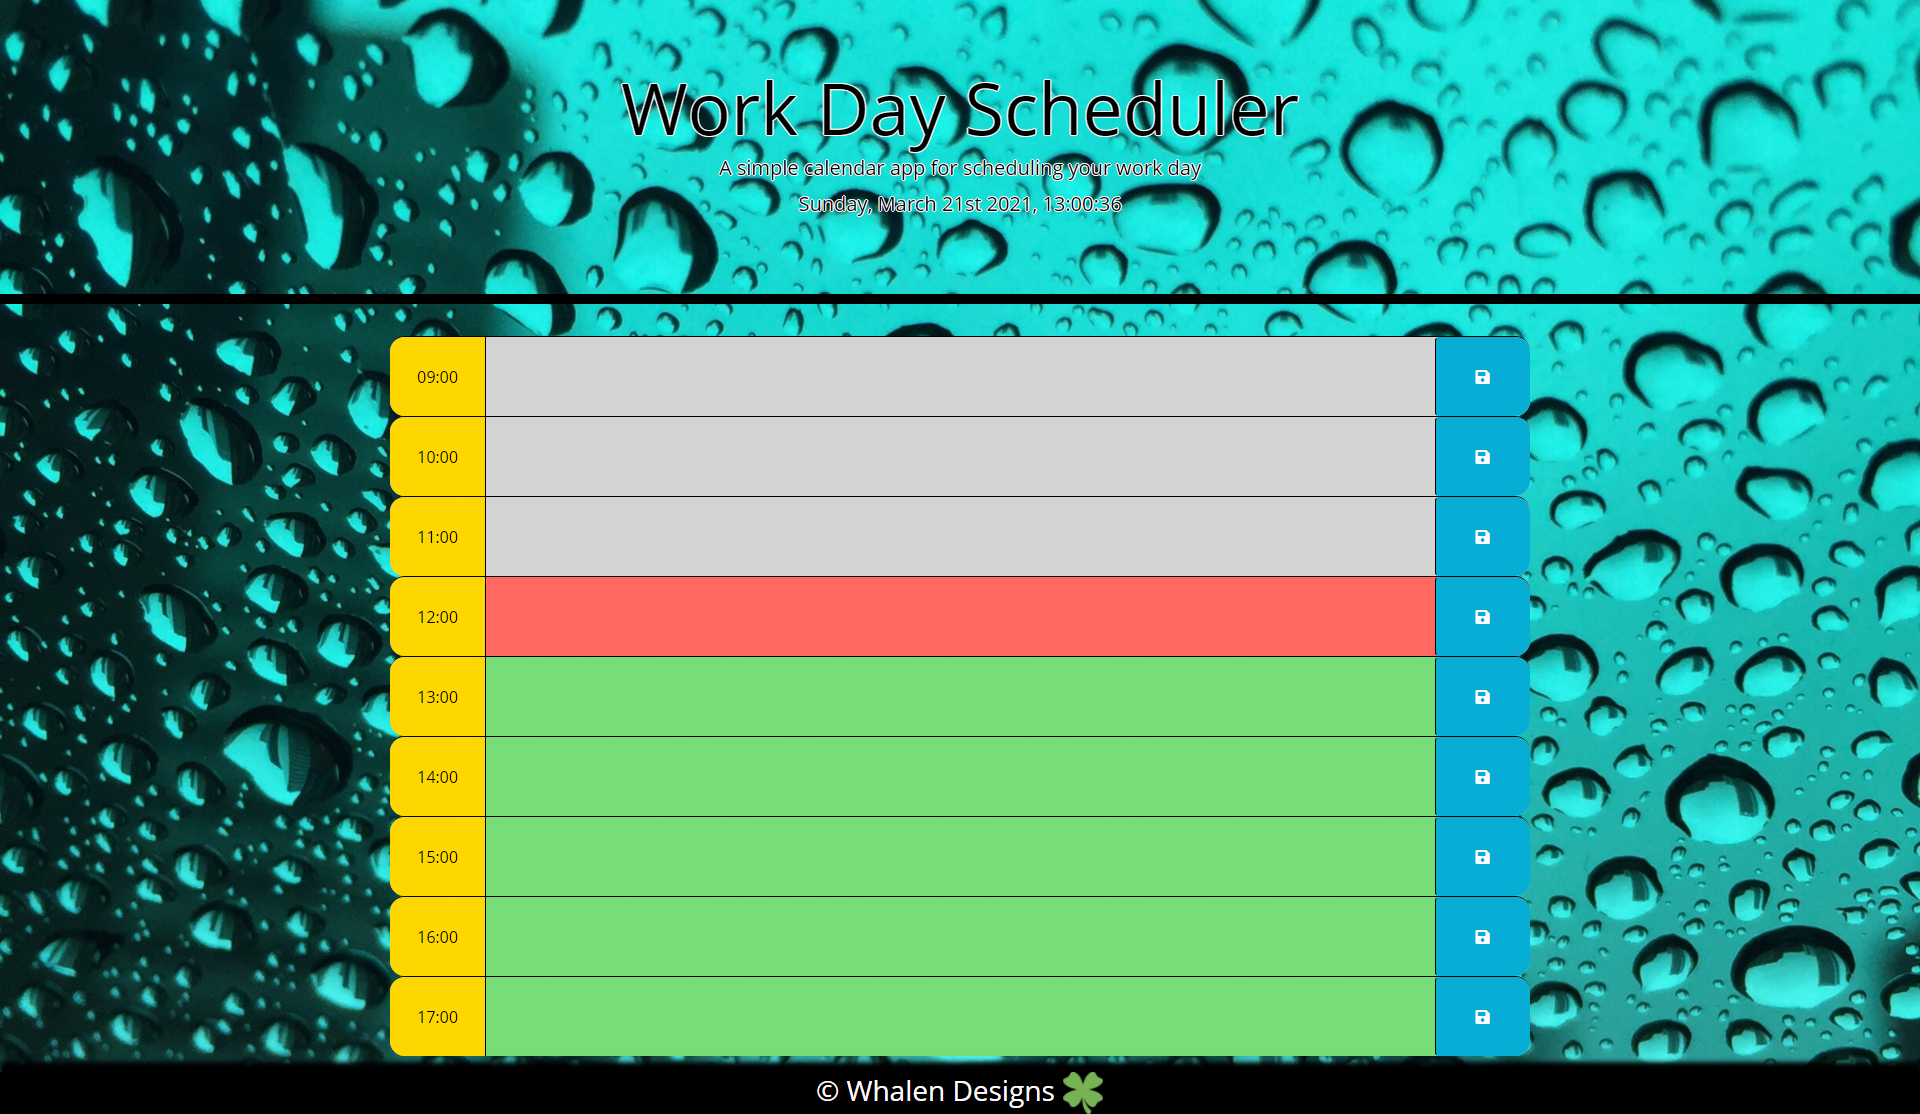 Work Day Scheduler
A simple calendar app for scheduling your work day
Sunday, March 21st 2021, 13:00:36
09:00
10:00
11:00
12:00
13:00
14:00
15:00
16:00
17:00
© Whalen Designs